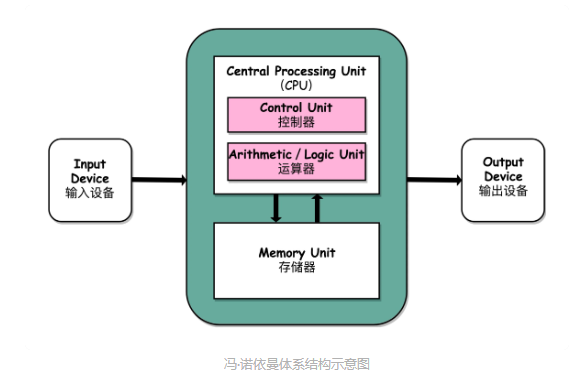 Central Processing Unit
(CPU)
Control Unit
控制器
Arithmetic / Logic Unit
运算器
Input
Device
输入设备
Output
Device
输出设备
Memory Unit
存储器
冯·诺依曼体系结构示意图